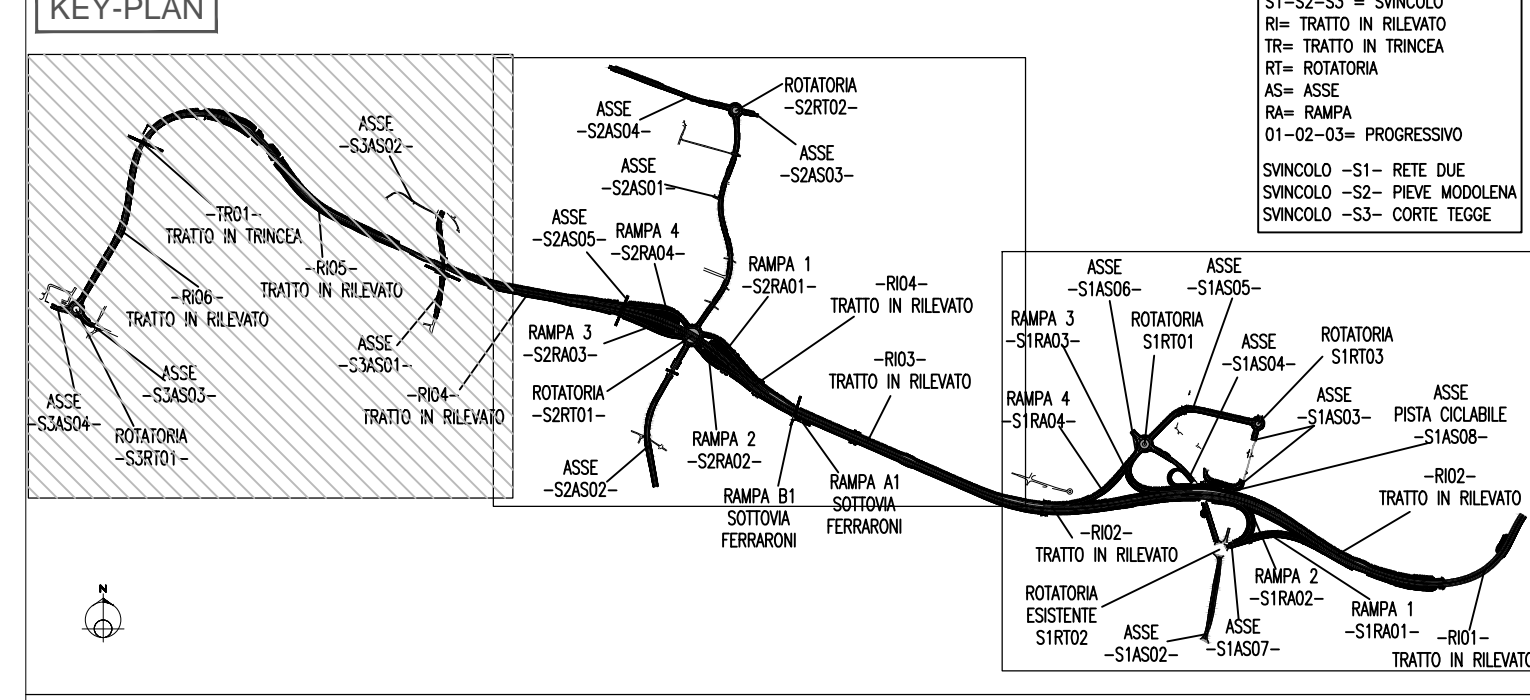 KEY-PLAN
S1-S2-S3 = SVINCOLO
RI= TRATTO IN RILEVATO
TR= TRATTO IN TRINCEA
RT= ROTATORIA
AS= ASSE
RA= RAMPA
01-02-03= PROGRESSIVO
SVINCOLO -S1- RETE DUE
SVINCOLO -S2- PIEVE MODOLENA
SVINCOLO -S3- CORTE TEGGE
ASSE
-S3AS02-
-TR01-
TRATTO IN TRINCEA
-RI05-
TRATTO IN RILEVATO
-RI06-
TRATTO IN RILEVATO
ASSE
-S3AS01-
ASSE
-S3AS03-
ASSE
-S3AS04-
ROTATORIA
-S3RT01-
-RI04-
TRATTO IN RILEVATO
ASSE
-S2AS04-
ROTATORIA
-S2RT02-
ASSE
-S2AS03-
ASSE
-S2AS01-
ASSE
-S2AS05-
RAMPA 4
-S2RA04-
RAMPA 1
-S2RA01-
-RI04-
TRATTO IN RILEVATO
RAMPA 3
-S2RA03-
-RI03-
TRATTO IN RILEVATO
ROTATORIA
-S2RT01-
RAMPA 2
-S2RA02-
ASSE
-S2AS02-
RAMPA B1
SOTTOVIA
FERRARONI
RAMPA A1
SOTTOVIA
FERRARONI
ASSE
-S1AS06-
ASSE
-S1AS05-
RAMPA 3
-S1RA03-
ROTATORIA
S1RT01
ASSE
-S1AS04-
ROTATORIA
S1RT03
RAMPA 4
-S1RA04-
ASSE
-S1AS03-
ASSE
PISTA CICLABILE
-S1AS08-
-RI02-
TRATTO IN RILEVATO
-RI02-
TRATTO IN RILEVATO
ROTATORIA
ESISTENTE
S1RT02
RAMPA 2
-S1RA02-
RAMPA 1
-S1RA01-
ASSE
-S1AS02-
ASSE
-S1AS07-
-RI01-
TRATTO IN RILEVATO
N